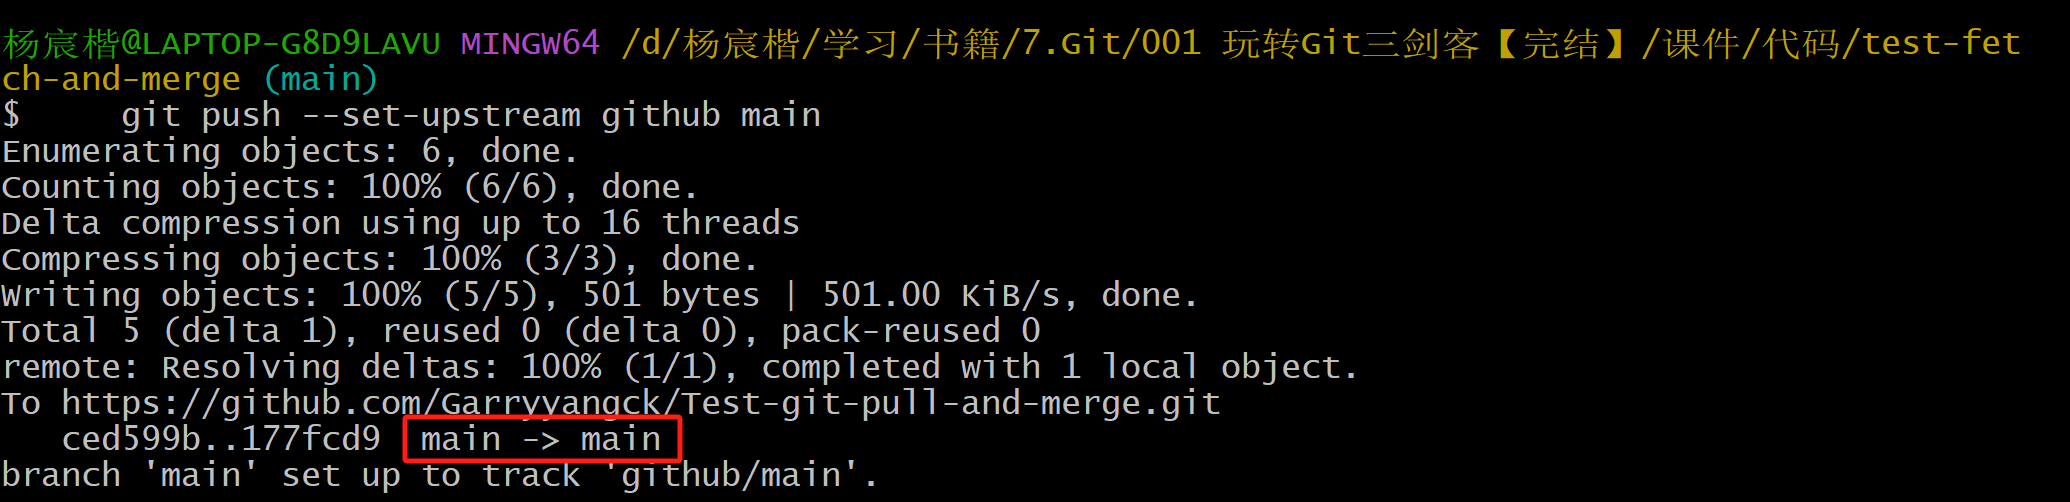 杨宸楷@LAPTOP-G8D9LAVU MINGW64 /d/杨宸楷/学习/书籍/7.Git/001 玩转Git三剑客【完结】/课件/代码/test-fet
ch-and-merge (main)
$     git push --set-upstream github main
Enumerating objects: 6, done.
Counting objects: 100% (6/6), done.
Delta compression using up to 16 threads
Compressing objects: 100% (3/3), done.
Writing objects: 100% (5/5), 501 bytes | 501.00 KiB/s, done.
Total 5 (delta 1), reused 0 (delta 0), pack-reused 0
remote: Resolving deltas: 100% (1/1), completed with 1 local object.
To https://github.com/Garryyangck/Test-git-pull-and-merge.git
   ced599b..177fcd9  main -> main
branch 'main' set up to track 'github/main'.